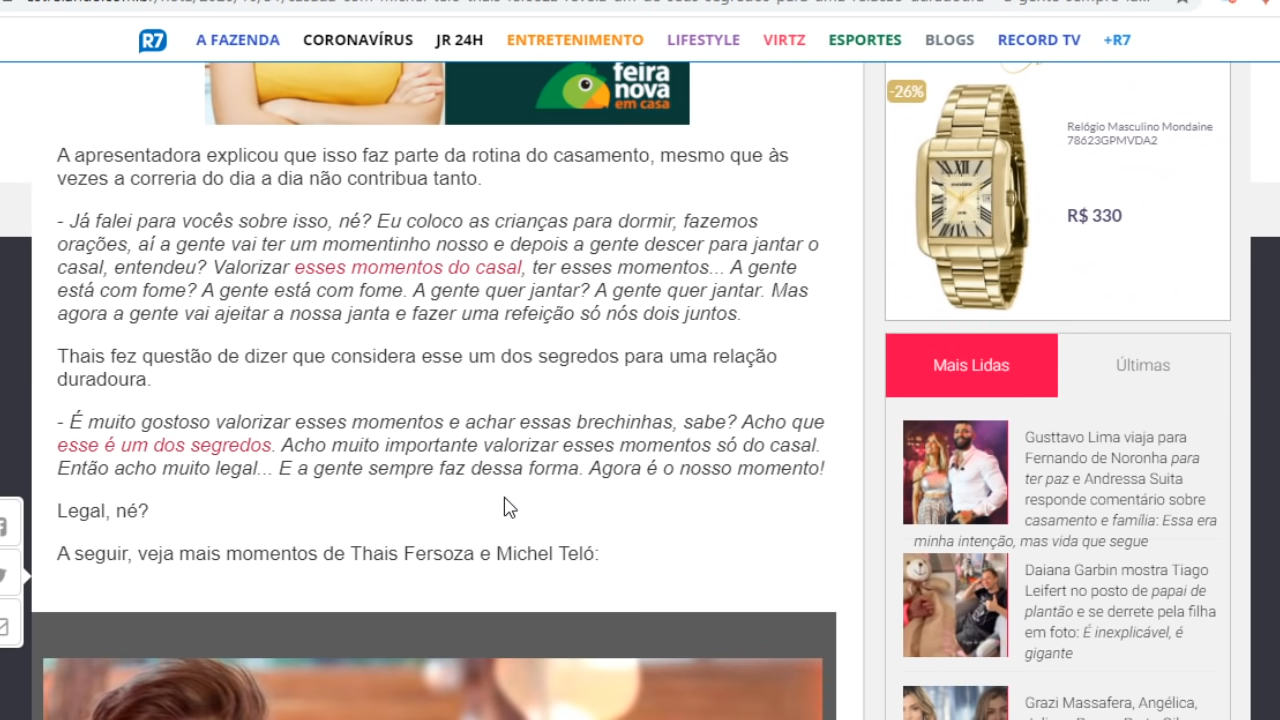 R7 A FAZENDA CORONAVÍRUS JR 24H ENTRETENIMENTO LIFESTYLE VIRTZ ESPORTES BLOGS RECORD TV +R7
feira
nova
em casa
A apresentadora explicou que isso faz parte da rotina do casamento, mesmo que às
vezes a correria do dia a dia não contribua tanto.
- Já falei para vocês sobre isso, né? Eu coloco as crianças para dormir, fazemos
orações, aí a gente vai ter um momentinho nosso e depois a gente descer para jantar o
casal, entendeu? Valorizar esses momentos do casal, ter esses momentos... A gente
está com fome? A gente está com fome. A gente quer jantar? A gente quer jantar. Mas
agora a gente vai ajeitar a nossa janta e fazer uma refeição só nós dois juntos.
Thais fez questão de dizer que considera esse um dos segredos para uma relação
duradoura.
- É muito gostoso valorizar esses momentos e achar essas brechinhas, sabe? Acho que
esse é um dos segredos. Acho muito importante valorizar esses momentos só do casal.
Então acho muito legal... E a gente sempre faz dessa forma. Agora é o nosso momento!
Legal, né?
A seguir, veja mais momentos de Thais Fersoza e Michel Teló:
-26%
Relógio Masculino Mondaine
78623GPMVDA2
R$ 330
Mais Lidas Últimas
Gusttavo Lima viaja para
Fernando de Noronha para
ter paz e Andressa Suita
responde comentário sobre
casamento e família: Essa era
minha intenção, mas vida que segue
Daiana Garbin mostra Tiago
Leifert no posto de papai de
plantão e se derrete pela filha
em foto: É inexplicável, é
gigante
Grazi Massafera, Angélica,